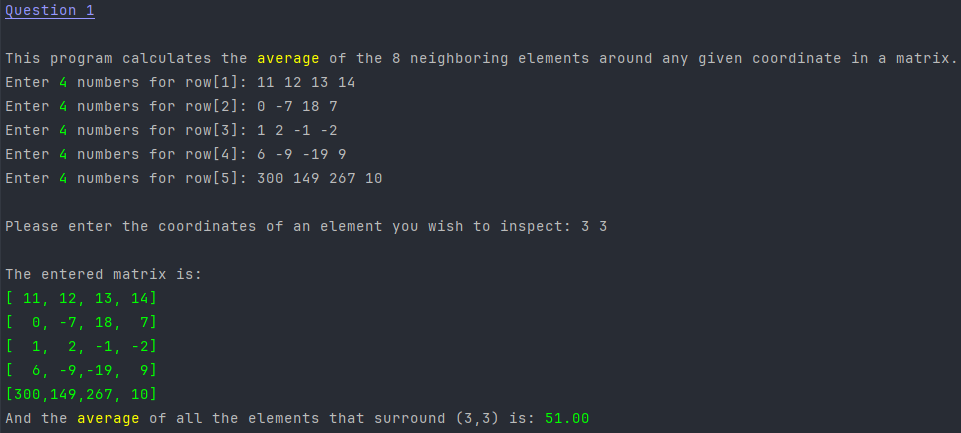 Question 1
This program calculates the average of the 8 neighboring elements around any given coordinate in a matrix.
Enter 4 numbers for row[1]: 11 12 13 14
Enter 4 numbers for row[2]: 0 -7 18 7
Enter 4 numbers for row[3]: 1 2 -1 -2
Enter 4 numbers for row[4]: 6 -9 -19 9
Enter 4 numbers for row[5]: 300 149 267 10
Please enter the coordinates of an element you wish to inspect: 3 3
The entered matrix is:
[ 11, 12, 13, 14]
[  0, -7, 18,  7]
[  1,  2, -1, -2]
[  6, -9,-19,  9]
[300,149,267, 10]
And the average of all the elements that surround (3,3) is: 51.00